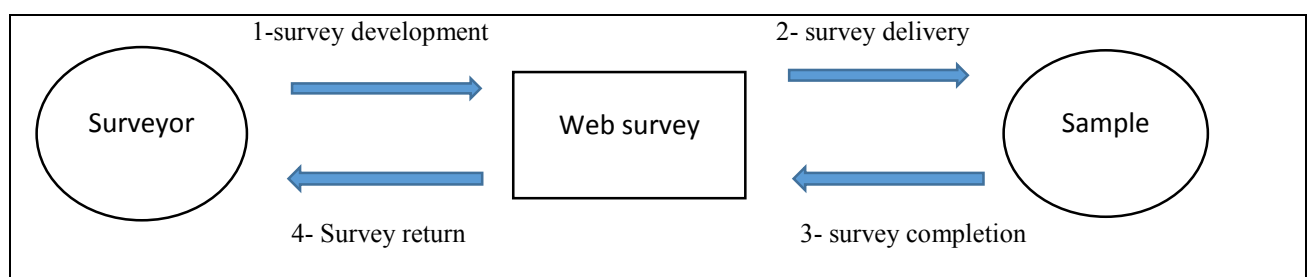 1-survey development
2- survey delivery
Surveyor
Web survey
Sample
4- Survey return
3- survey completion